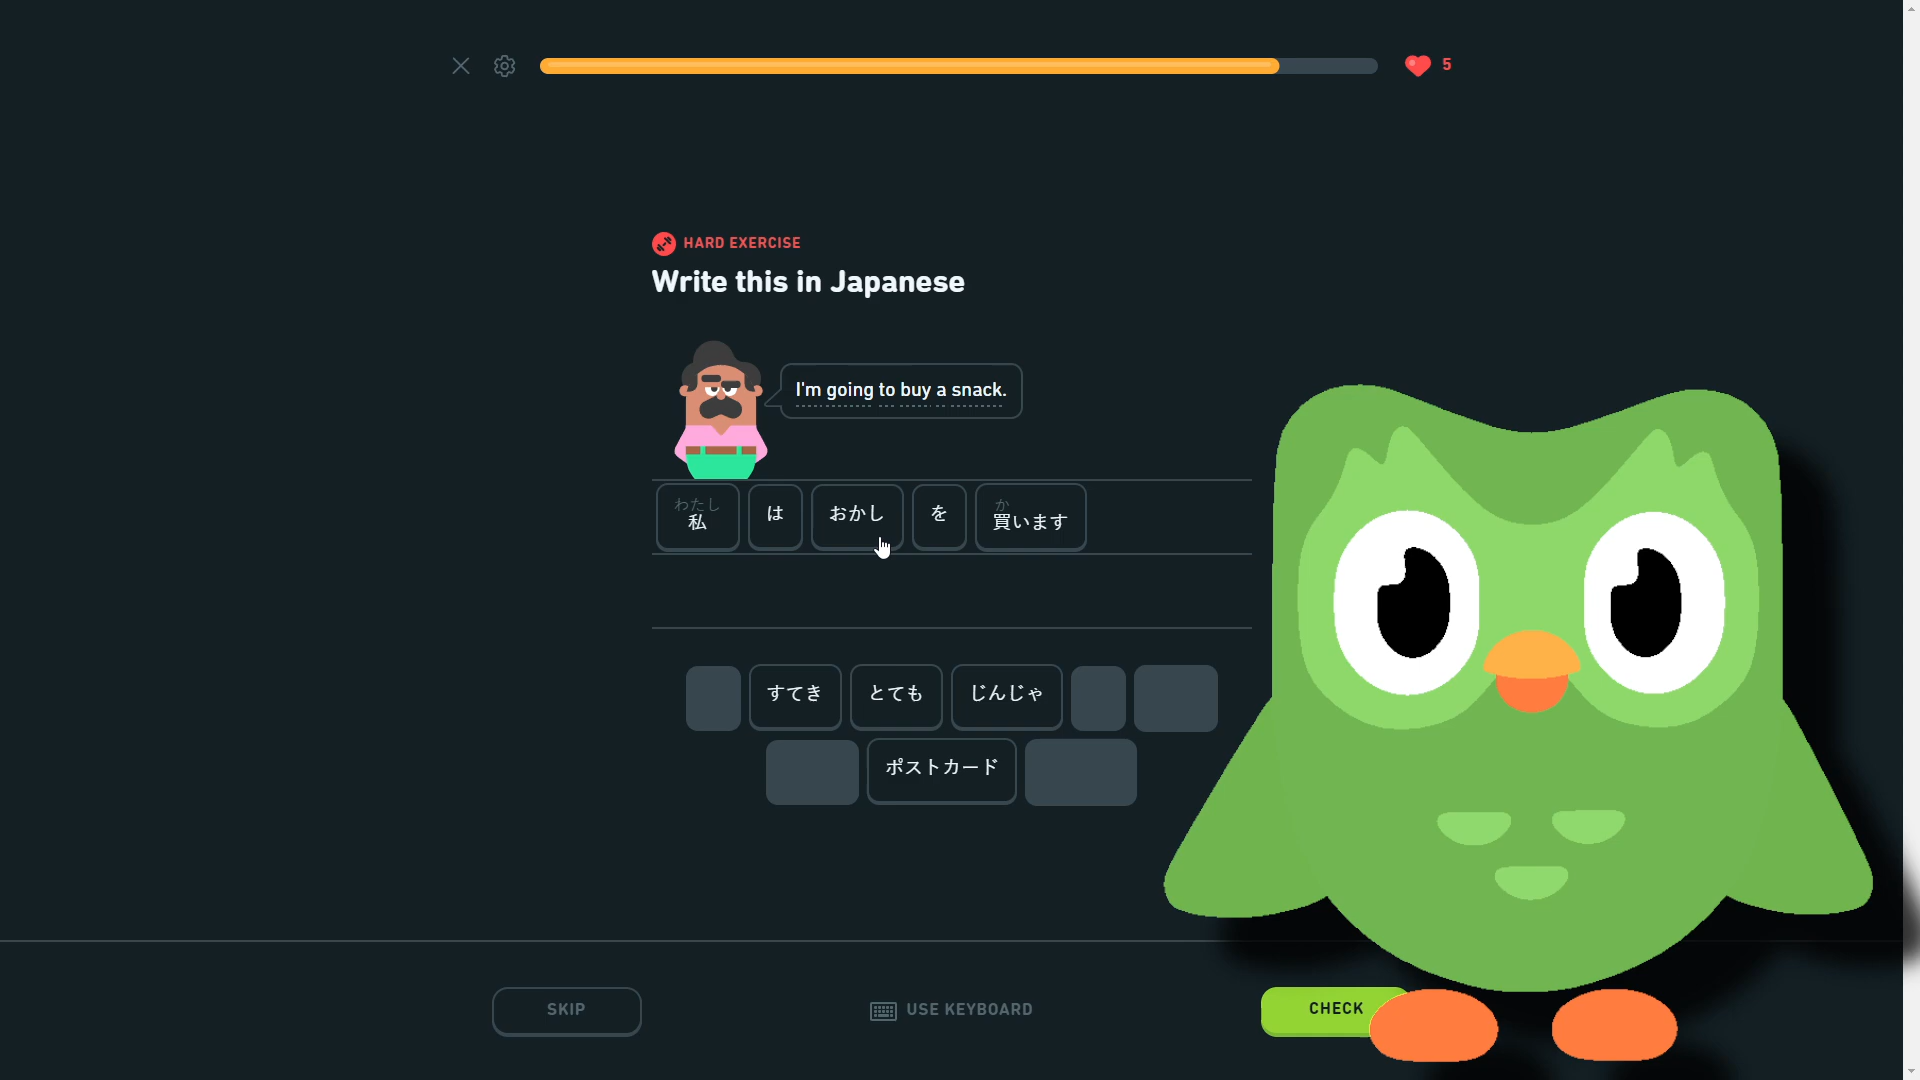 5
HARD EXERCISE
Write this in Japanese
I'm going to buy a snack.
わたし か
私 は おかし を 買います
すてき とても じんじゃ
ポストカード
SKIP USE KEYBOARD CHECK